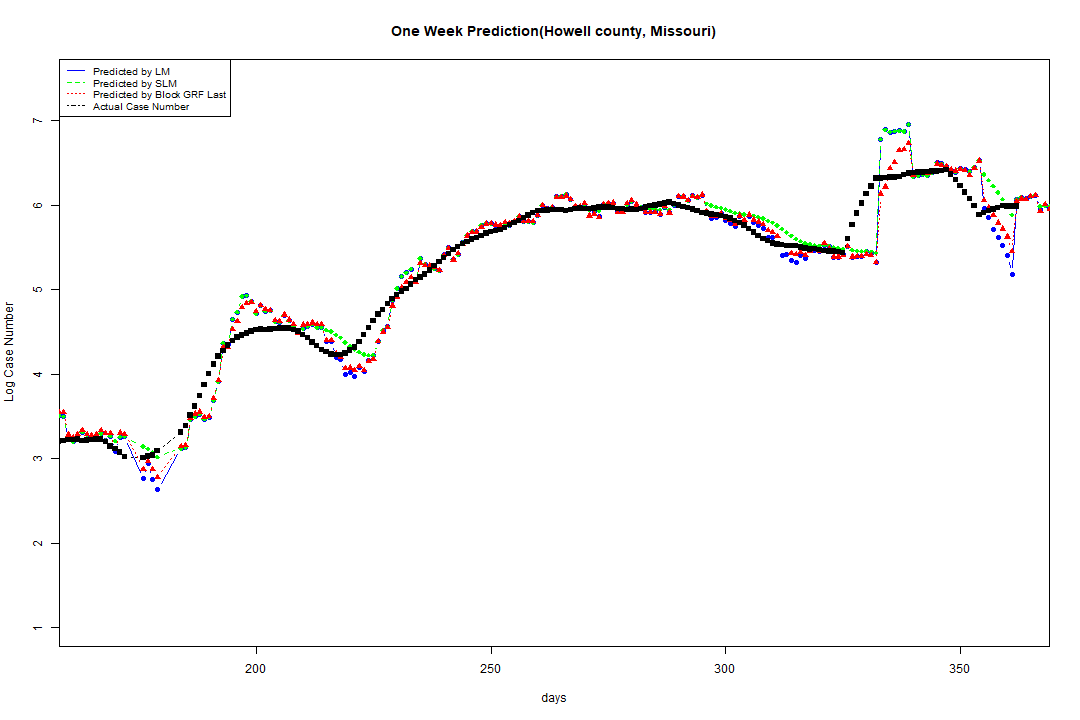 One Week Prediction(Howell county, Missouri)
Predicted by LM
Predicted by SLM
Predicted by Block GRF Last
Actual Case Number
Log Case Number
7
6
5
4
3
2
1
200 250 300 350
days